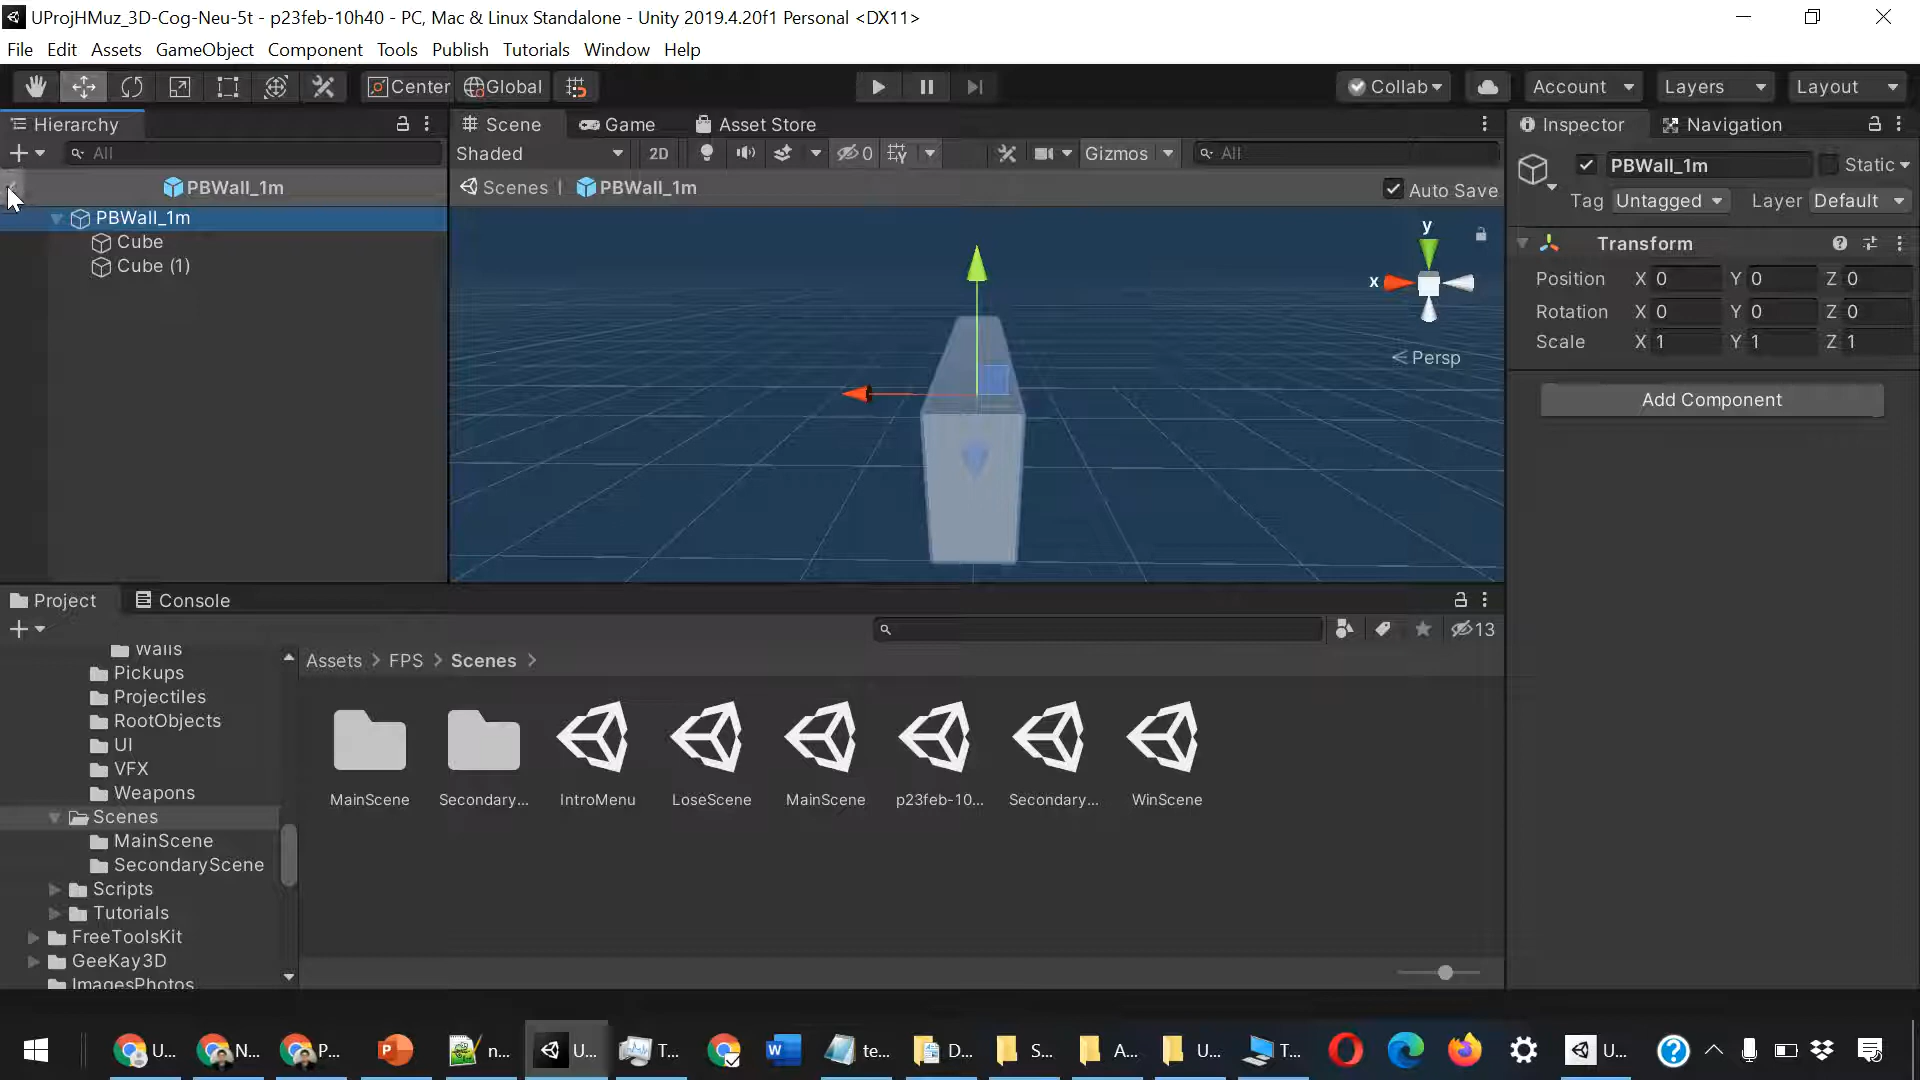 UProjHMuz_3D-Cog-Neu-5t - p23feb-10h40 - PC, Mac & Linux Standalone - Unity 2019.4.20f1 Personal <DX11>
File Edit Assets GameObject Component Tools Publish Tutorials Window Help
Center Global Collab Account Layers Layout
Hierarchy
All
PBWall_1m
PBWall_1m
Cube
Cube (1)
Scene Game Asset Store
Shaded 2D 0 Gizmos All
Scenes | PBWall_1m Auto Save
y
x
< Persp
Inspector Navigation
PBWall_1m Static
Tag Untagged Layer Default
Transform
Position X 0 Y 0 Z 0
Rotation X 0 Y 0 Z 0
Scale X 1 Y 1 Z 1
Add Component
Project Console
13
Walls
Pickups
Projectiles
RootObjects
UI
VFX
Weapons
Scenes
MainScene
SecondaryScene
Scripts
Tutorials
FreeToolsKit
GeeKay3D
ImagesPhotos
Assets > FPS > Scenes >
MainScene Secondary... IntroMenu LoseScene MainScene p23feb-10... Secondary... WinScene
U... N... P... n... U... T... te... D... S... A... U... T... U...